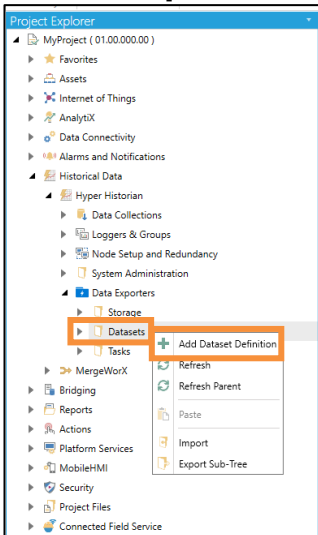 Project Explorer
MyProject ( 01.00.000.00 )
Favorites
Assets
Internet of Things
AnalytiX
Data Connectivity
Alarms and Notifications
Historical Data
Hyper Historian
Data Collections
Loggers & Groups
Node Setup and Redundancy
System Administration
Data Exporters
Storage
Datasets
Tasks
Add Dataset Definition
Refresh
Refresh Parent
Paste
Import
Export Sub-Tree
MergeWorX
Bridging
Reports
Actions
Platform Services
MobileHMI
Security
Project Files
Connected Field Service